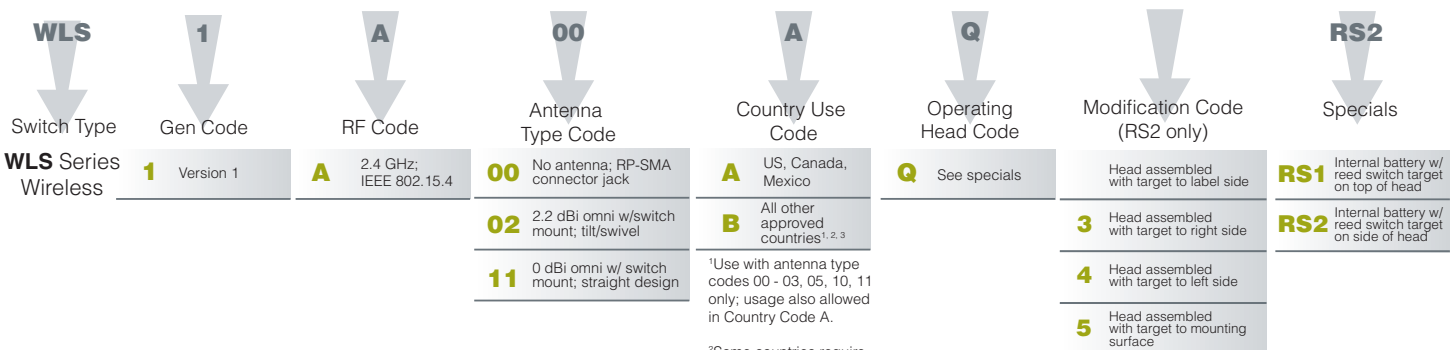 WLS 1 A 00 A Q RS2
Switch Type
WLS Series
Wireless
Gen Code
1 Version 1
RF Code
A 2.4 GHz;
IEEE 802.15.4
Antenna
Type Code
00 No antenna; RP-SMA
connector jack
02 2.2 dBi omni w/switch
mount; tilt/swivel
11 0 dBi omni w/ switch
mount; straight design
Country Use
Code
A US, Canada,
Mexico
B All other
approved
countries1, 2, 3
1Use with antenna type
codes 00 - 03, 05, 10, 11
only; usage also allowed
in Country Code A.
2Some countries require
Operating
Head Code
Q See specials
Modification Code
(RS2 only)
Head assembled
with target to label side
3 Head assembled
with target to right side
4 Head assembled
with target to left side
5 Head assembled
with target to mounting
surface
Specials
RS1 Internal battery w/
reed switch target
on top of head
RS2 Internal battery w/
reed switch target
on side of head